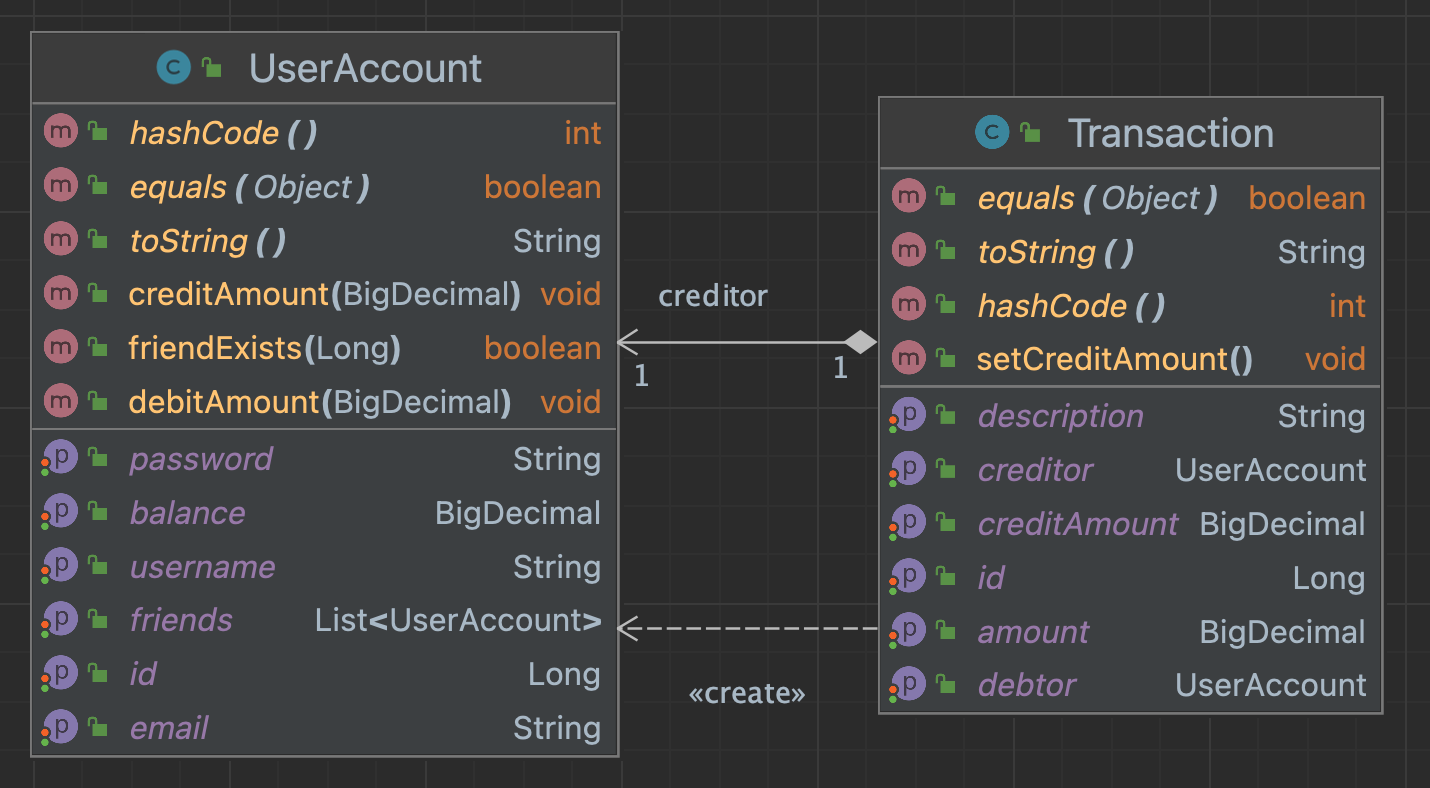 UserAccount
hashCode() int
equals(Object) boolean
toString() String
creditAmount(BigDecimal) void
friendExists(Long) boolean
debitAmount(BigDecimal) void
password String
balance BigDecimal
username String
friends List<UserAccount>
id Long
email String
creditor
1
1
«create»
Transaction
equals(Object) boolean
toString() String
hashCode() int
setCreditAmount() void
description String
creditor UserAccount
creditAmount BigDecimal
id Long
amount BigDecimal
debtor UserAccount